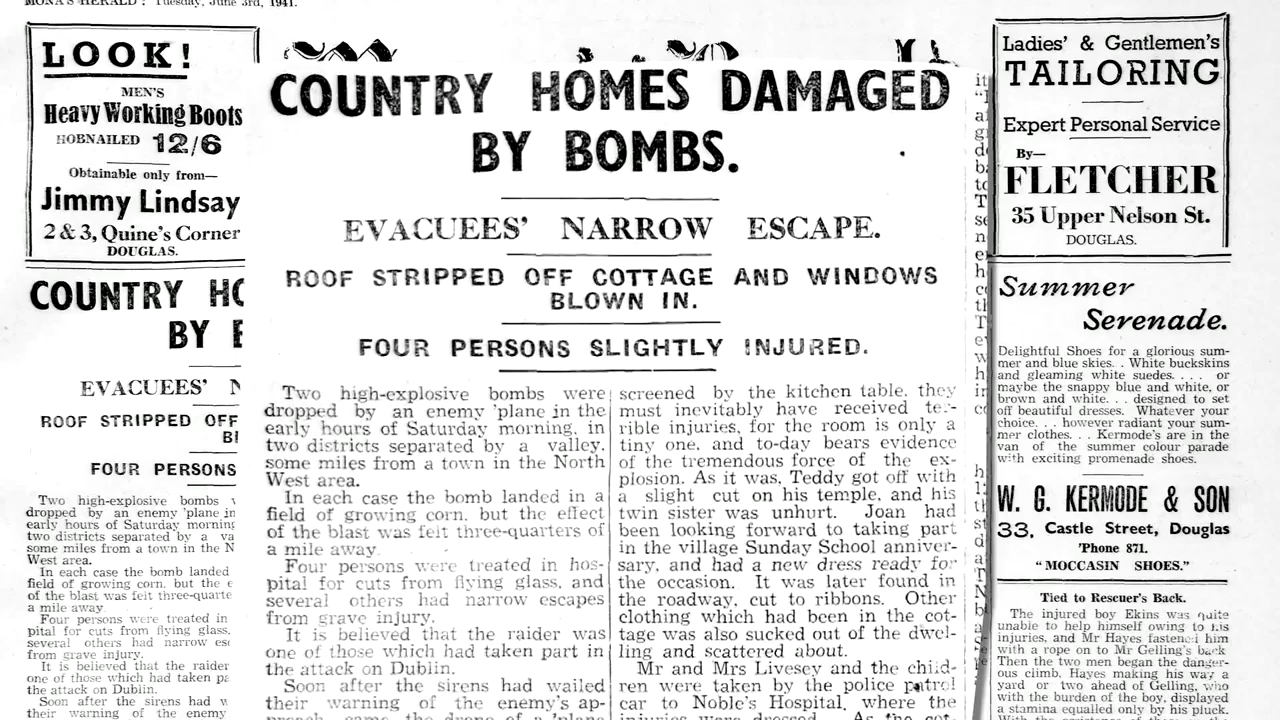 MONA'S HERALD: Tuesday, June 3rd, 1941.
LOOK!
MEN'S
Heavy Working Boots
HOBNAILED 12/6
Obtainable only from—
Jimmy Lindsay
2 & 3, Quine's Corner
DOUGLAS.
COUNTRY
BY
EVACUEES'
ROOF STRIPPED OFF
FOUR PERSONS
Two high-explosive bombs
dropped by an enemy 'plane in
early hours of Saturday morning
two districts separated by a va
some miles from a town in the N
West area.
In each case the bomb landed
field of growing corn, but the e
of the blast was felt three-quarte
a mile away.
Four persons were treated in
pital for cuts from flying glass,
several others had narrow esc
from grave injury.
It is believed that the raider
one of those which had taken pa
the attack on Dublin.
Soon after the sirens had w
their warning of the enemy
COUNTRY HOMES DAMAGED
BY BOMBS.
EVACUEES' NARROW ESCAPE.
ROOF STRIPPED OFF COTTAGE AND WINDOWS
BLOWN IN.
FOUR PERSONS SLIGHTLY INJURED.
Two high-explosive bombs were
dropped by an enemy 'plane in the
early hours of Saturday morning, in
two districts separated by a valley,
some miles from a town in the North
West area.
In each case the bomb landed in a
field of growing corn, but the effect
of the blast was felt three-quarters of
a mile away.
Four persons were treated in hos-
pital for cuts from flying glass, and
several others had narrow escapes
from grave injury.
It is believed that the raider was
one of those which had taken part in
the attack on Dublin.
Soon after the sirens had wailed
their warning of the enemy's ap-
proach, came the drone of a 'plane
screened by the kitchen table, they
must inevitably have received ter-
rible injuries, for the room is only a
tiny one, and to-day bears evidence
of the tremendous force of the ex-
plosion. As it was, Teddy got off with
a slight cut on his temple, and his
twin sister was unhurt. Joan had
been looking forward to taking part
in the village Sunday School anniver-
sary, and had a new dress ready for
the occasion. It was later found in
the roadway, cut to ribbons. Other
clothing which had been in the cot-
tage was also sucked out of the dwel-
ling and scattered about.
Mr and Mrs Livesey and the child-
ren were taken by the police patrol
car to Noble's Hospital, where the
injuries were dressed. As the cot-
Ladies' & Gentlemen's
TAILORING
Expert Personal Service
By—
FLETCHER
35 Upper Nelson St.
DOUGLAS.
Summer
Serenade.
Delightful Shoes for a glorious sum-
mer and blue skies. . White buckskins
and gleaming white suedes. . . . or
maybe the snappy blue and white, or
brown and white. . . designed to set
off beautiful dresses. Whatever your
choice. . . however radiant your sum-
mer clothes. . . Kermode's are in the
van of the summer colour parade
with exciting promenade shoes.
W. G. KERMODE & SON
33, Castle Street, Douglas
'Phone 871.
"MOCCASIN SHOES."
Tied to Rescuer's Back.
The injured boy Ekins was quite
unable to help himself owing to his
injuries, and Mr Hayes fastened him
with a rope on to Mr Gelling's back
Then the two men began the danger-
ous climb, Hayes making his way a
yard or two ahead of Gelling, who
with the burden of the boy, displayed
a stamina equalled only by his pluck.